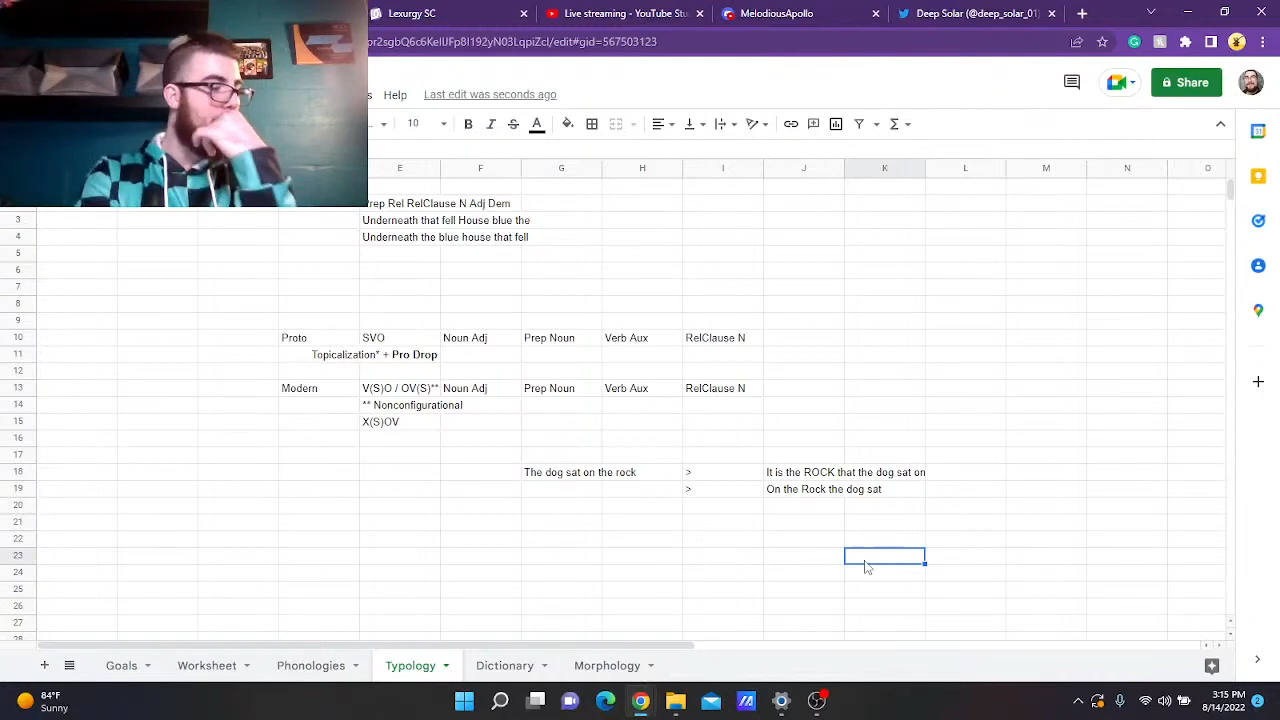 Lexurgy SC
Live streaming - YouTube Stu
MelodiousApollo
Deep Solar (@deep_solar_01)
or2sgbQ6c6KelIJFp8I192yN03LqpiZcI/edit#gid=567503123
Help
Last edit was seconds ago
Share
10
B I S A
E F G H I J K L M N O
Prep Rel RelClause N Adj Dem
3 Underneath that fell House blue the
4 Underneath the blue house that fell
5
6
7
8
9
10 Proto SVO Noun Adj Prep Noun Verb Aux RelClause N
11 Topicalization* + Pro Drop
12
13 Modern V(S)O / OV(S)** Noun Adj Prep Noun Verb Aux RelClause N
14 ** Nonconfigurational
15 X(S)OV
16
17
18 The dog sat on the rock > It is the ROCK that the dog sat on
19 > On the Rock the dog sat
20
21
22
23
24
25
26
27
28
Goals Worksheet Phonologies Typology Dictionary Morphology
84°F
Sunny
3:15 PM
8/14/2022
2